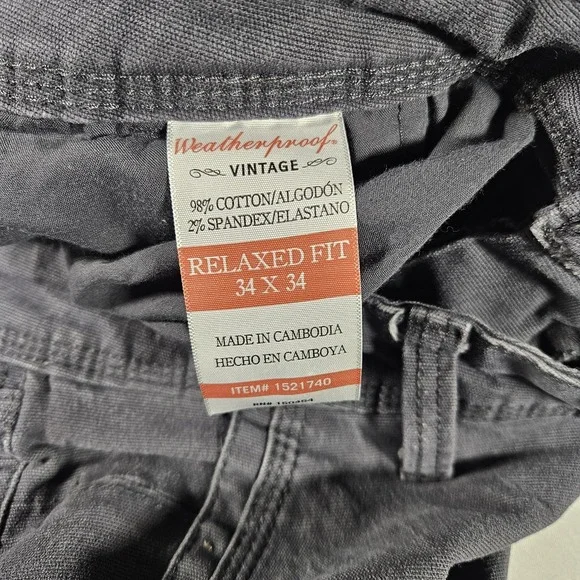 Weatherproof®
VINTAGE
98% COTTON/ALGODÓN
2% SPANDEX/ELASTANO
RELAXED FIT
34 X 34
MADE IN CAMBODIA
HECHO EN CAMBOYA
ITEM# 1521740